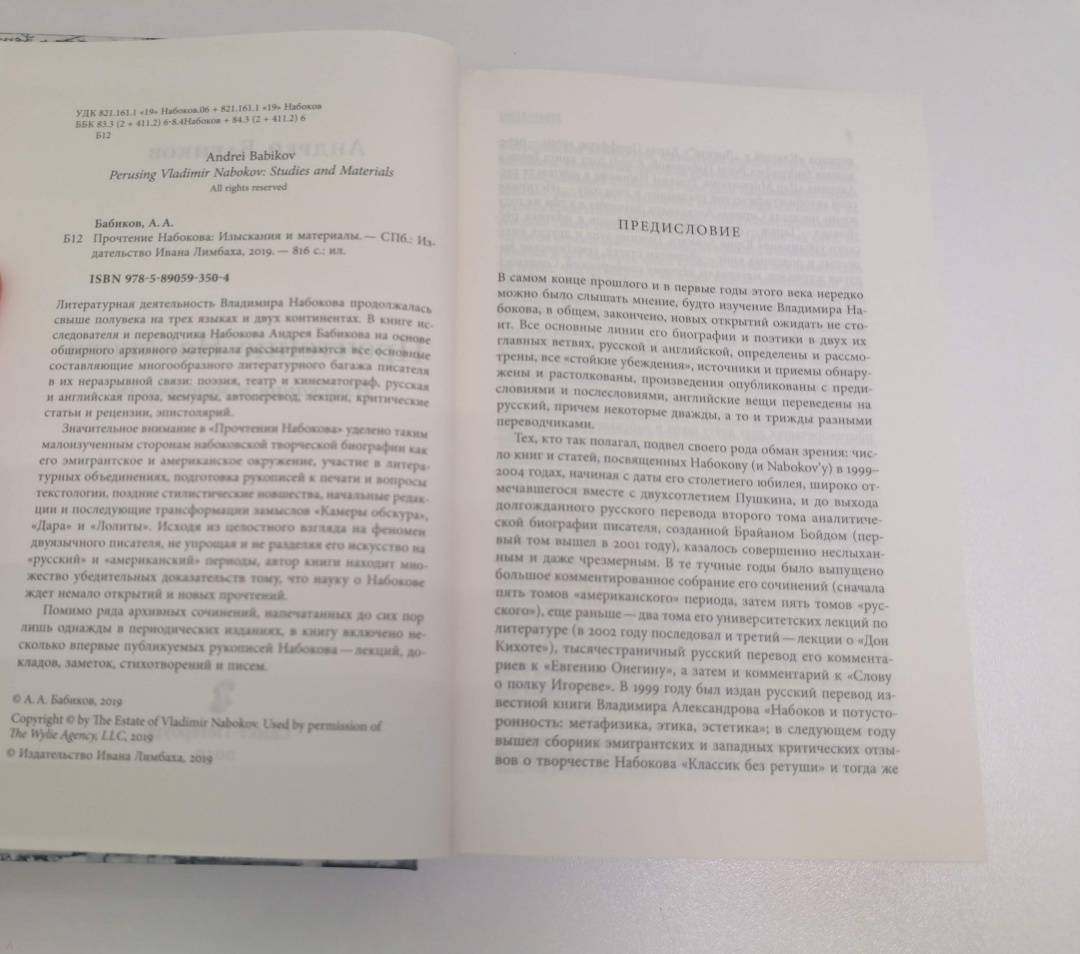 УДК 821.161.1 «19» Набоков.06 + 821.161.1 «19» Набоков
ББК 83.3 (2 + 411.2) 6-8.4Набоков + 84.3 (2 + 411.2) 6
Б12
Andrei Babikov
Perusing Vladimir Nabokov: Studies and Materials
All rights reserved
Бабиков, А. А.
Б12 Прочтение Набокова: Изыскания и материалы. — СПб.: Из-
дательство Ивана Лимбаха, 2019. — 816 с.: ил.
ISBN 978-5-89059-350-4
Литературная деятельность Владимира Набокова продолжалась
свыше полувека на трех языках и двух континентах. В книге ис-
следователя и переводчика Набокова Андрея Бабикова на основе
обширного архивного материала рассматриваются все основные
составляющие многообразного литературного багажа писателя
в их неразрывной связи: поэзия, театр и кинематограф, русская
и английская проза, мемуары, автоперевод, лекции, критические
статьи и рецензии, эпистолярий.
Значительное внимание в «Прочтении Набокова» уделено таким
малоизученным сторонам набоковской творческой биографии как
его эмигрантское и американское окружение, участие в литера-
турных объединениях, подготовка рукописей к печати и вопросы
текстологии, поздние стилистические новшества, начальные редак-
ции и последующие трансформации замыслов «Камеры обскура»,
«Дара» и «Лолиты». Исходя из целостного взгляда на феномен
двуязычного писателя, не упрощая и не разделяя его искусство на
«русский» и «американский» периоды, автор книги находит мно-
жество убедительных доказательств тому, что науку о Набокове
ждет немало открытий и новых прочтений.
Помимо ряда архивных сочинений, напечатанных до сих пор
лишь однажды в периодических изданиях, в книгу включено не-
сколько впервые публикуемых рукописей Набокова — лекций, до-
кладов, заметок, стихотворений и писем.
© А. А. Бабиков, 2019
Copyright © by The Estate of Vladimir Nabokov. Used by permission of
The Wylie Agency, LLC, 2019
© Издательство Ивана Лимбаха, 2019
ПРЕДИСЛОВИЕ
В самом конце прошлого и в первые годы этого века нередко
можно было слышать мнение, будто изучение Владимира На-
бокова, в общем, закончено, новых открытий ожидать не сто-
ит. Все основные линии его биографии и поэтики в двух их
главных ветвях, русской и английской, определены и рассмо-
трены, все «стойкие убеждения», источники и приемы обнару-
жены и растолкованы, произведения опубликованы с преди-
словиями и послесловиями, английские вещи переведены на
русский, причем некоторые дважды, а то и трижды разными
переводчиками.
Тех, кто так полагал, подвел своего рода обман зрения: чис-
ло книг и статей, посвященных Набокову (и Nabokov'у) в 1999–
2004 годах, начиная с даты его столетнего юбилея, широко от-
мечавшегося вместе с двухсотлетием Пушкина, и до выхода
долгожданного русского перевода второго тома аналитиче-
ской биографии писателя, созданной Брайаном Бойдом (пер-
вый том вышел в 2001 году), казалось совершенно неслыхан-
ным и даже чрезмерным. В те тучные годы было выпущено
большое комментированное собрание его сочинений (сначала
пять томов «американского» периода, затем пять томов «рус-
ского»), еще раньше — два тома его университетских лекций по
литературе (в 2002 году последовал и третий — лекции о «Дон
Кихоте»), тысячестраничный русский перевод его коммента-
риев к «Евгению Онегину», а затем и комментарий к «Слову
о полку Игореве». В 1999 году был издан русский перевод из-
вестной книги Владимира Александрова «Набоков и потусто-
ронность: метафизика, этика, эстетика»; в следующем году
вышел сборник эмигрантских и западных критических отзы-
вов о творчестве Набокова «Классик без ретуши» и тогда же